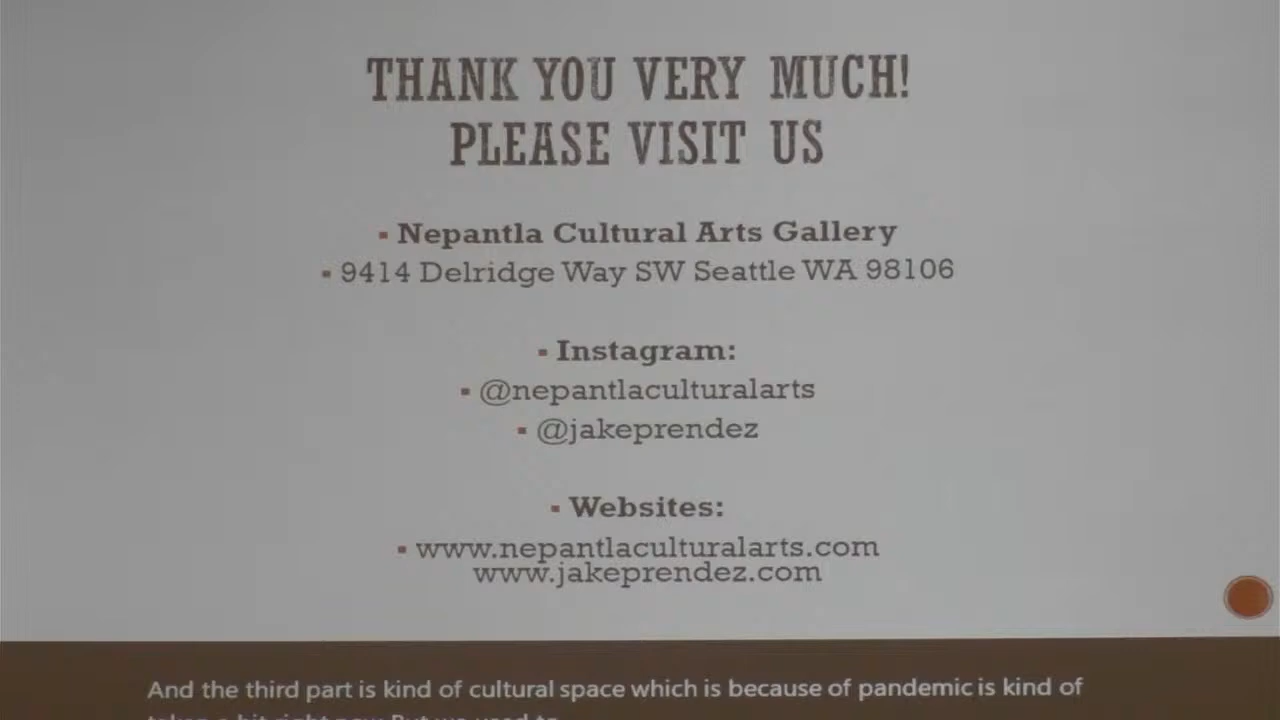 THANK YOU VERY MUCH!
PLEASE VISIT US
▪ Nepantla Cultural Arts Gallery
▪ 9414 Delridge Way SW Seattle WA 98106
▪ Instagram:
▪ @nepantlaculturalarts
▪ @jakeprendez
▪ Websites:
▪ www.nepantlaculturalarts.com
www.jakeprendez.com
And the third part is kind of cultural space which is because of pandemic is kind of